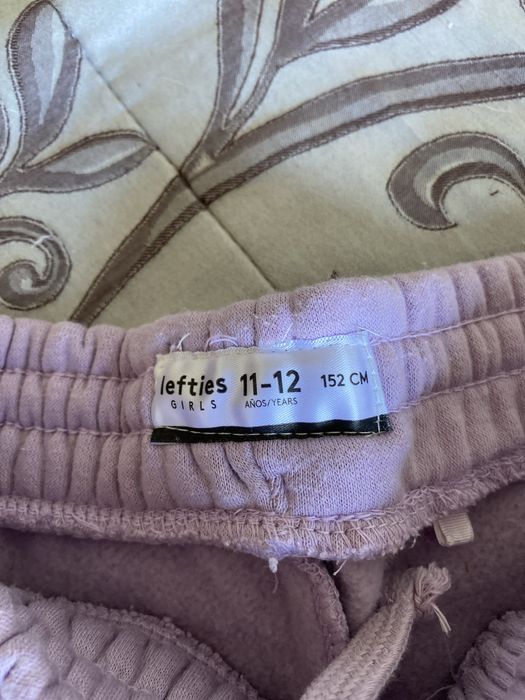 lefties 11-12 152 CM
GIRLS AÑOS/YEARS